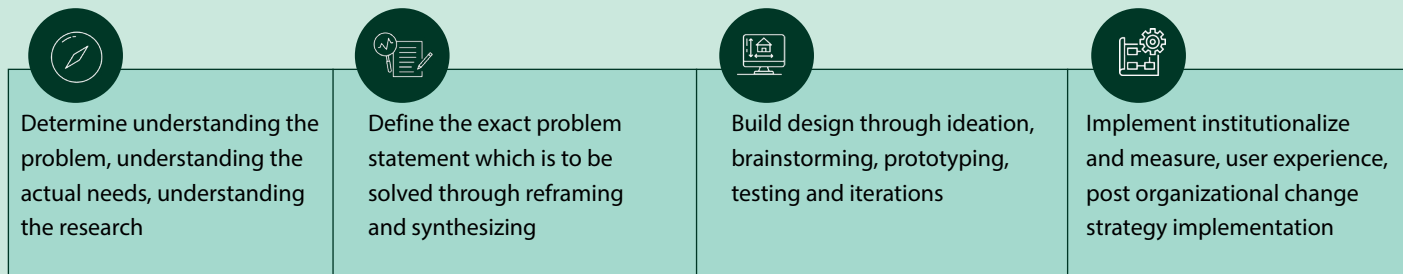 Determine understanding the
problem, understanding the
actual needs, understanding
the research
Define the exact problem
statement which is to be
solved through reframing
and synthesizing
Build design through ideation,
brainstorming, prototyping,
testing and iterations
Implement institutionalize
and measure, user experience,
post organizational change
strategy implementation